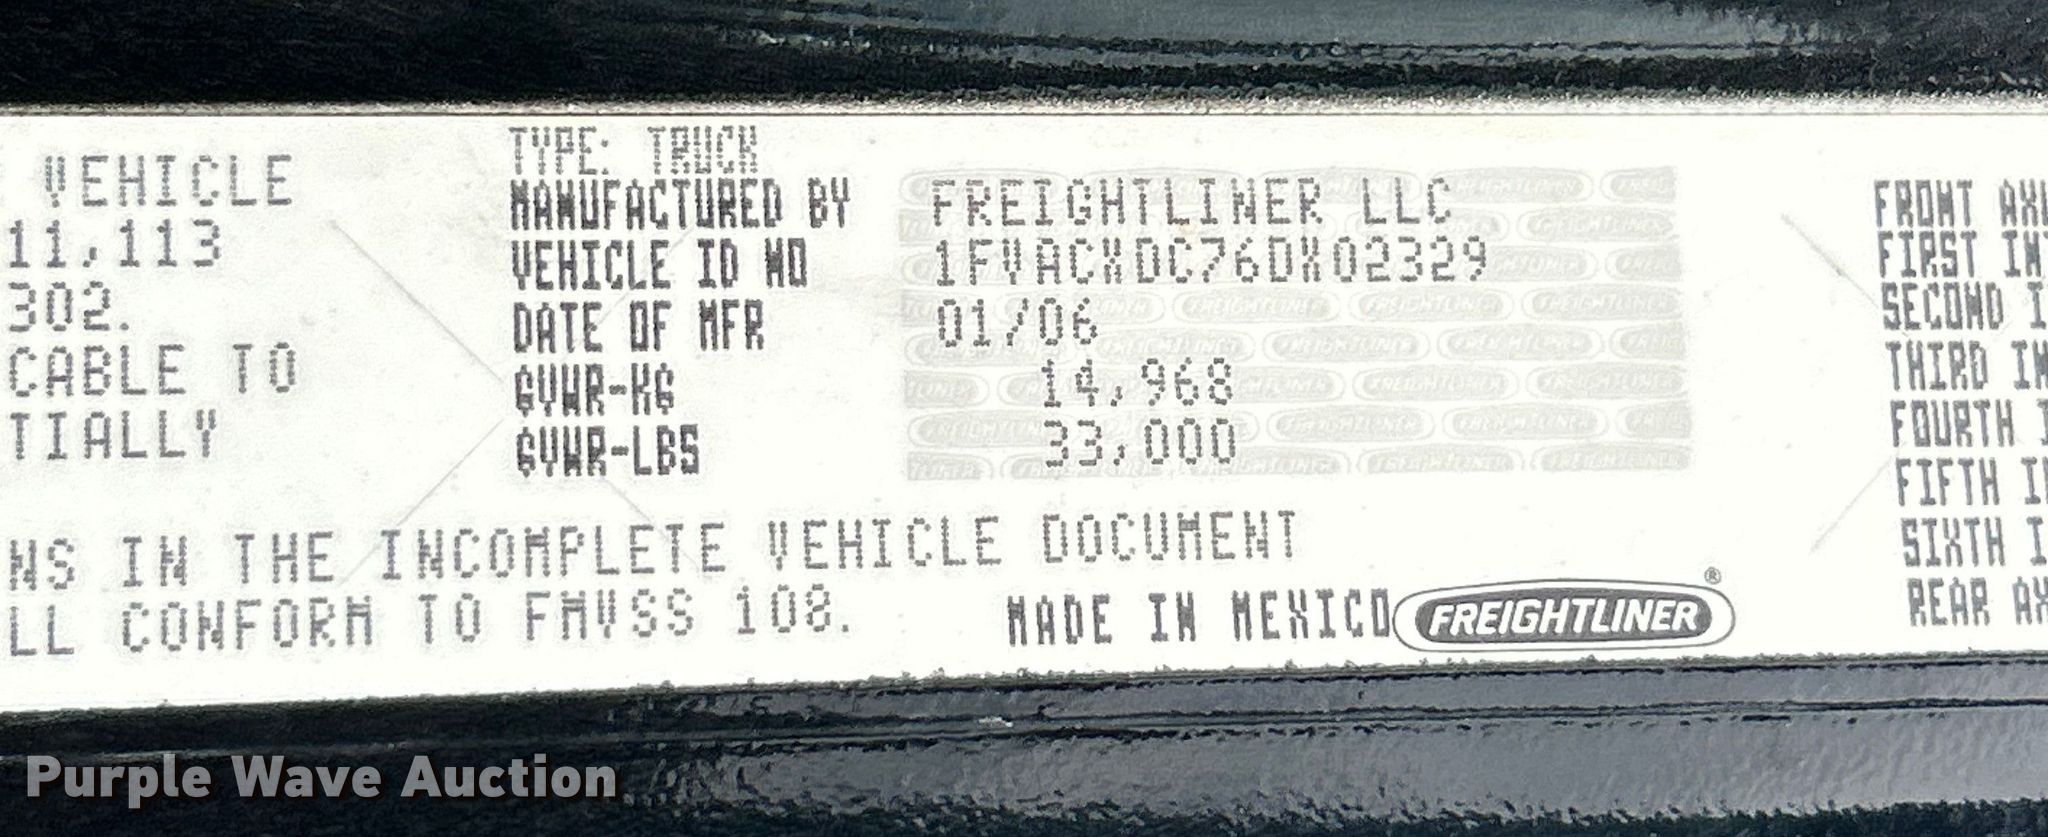 VEHICLE
11,113
302.
CABLE TO
TIALLY
TYPE: TRUCK
MANUFACTURED BY FREIGHTLINER LLC
VEHICLE ID NO 1FVACXDC76DX02329
DATE OF MFR 01/06
GVWR-KG 14,968
GVWR-LBS 33,000
NS IN THE INCOMPLETE VEHICLE DOCUMENT
LL CONFORM TO FMVSS 108.
MADE IN MEXICO FREIGHTLINER®
FRONT AX
FIRST IN
SECOND I
THIRD IN
FOURTH I
FIFTH I
SIXTH I
REAR AX
Purple Wave Auction